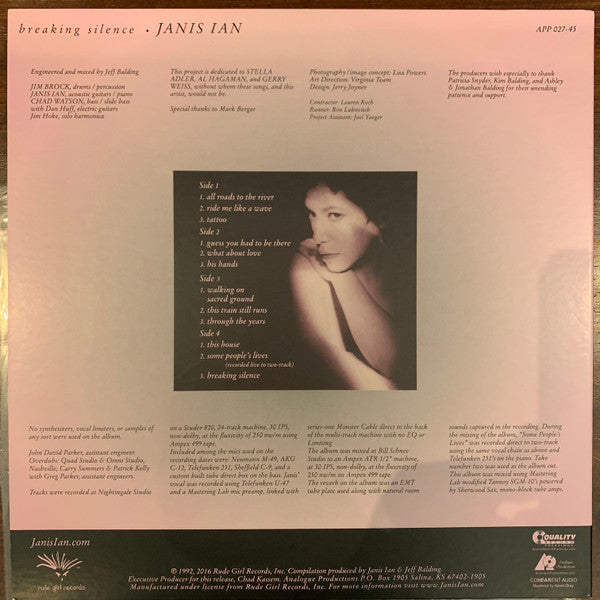 breaking silence • JANIS IAN
APP 027-45
Engineered and mixed by Jeff Balding
JIM BROCK, drums / percussion
JANIS IAN, acoustic guitars / piano
CHAD WATSON, bass / slide bass
with Dan Huff, electric guitars
Jim Hoke, solo harmonica
This project is dedicated to STELLA
ADLER, AL HAGAMAN, and GERRY
WEISS, without whom these songs, and this
artist, would not be.
Special thanks to Mark Berger
Photography/image concept: Lisa Powers
Art Direction: Virginia Team
Design: Jerry Joyner
Contractor: Lauren Koch
Runner: Ron Lubovitch
Project Assistant: Joel Yaeger
The producers wish especially to thank
Patricia Snyder, Kim Balding, and Ashley
& Jonathan Balding for their unending
patience and support.
Side 1
1. all roads to the river
2. ride me like a wave
3. tattoo
Side 2
1. guess you had to be there
2. what about love
3. his hands
Side 3
1. walking on
sacred ground
2. this train still runs
3. through the years
Side 4
1. this house
2. some people's lives
(recorded live to two-track)
3. breaking silence
No synthesizers, vocal limiters, or samples of
any sort were used on the album.
John David Parker, assistant engineer
Overdubs: Quad Studio & Omni Studio,
Nashville; Carry Summers & Patrick Kelly
with Greg Parker, assistant engineers.
Tracks were recorded at Nightingale Studio
on a Studer 820, 24-track machine, 30 IPS,
non-dolby, at the fluxivity of 250 nw/m using
Ampex 499 tape.
Included among the mics used on the
recording dates were: Neumann M-49, AKG
C-12, Telefunken 251, Sheffield C-9, and a
custom built tube direct box on the bass. Janis'
vocal was recorded using Telefunken U-47
and a Mastering Lab mic preamp, linked with
series-one Monster Cable direct to the back
of the multi-track machine with no EQ or
Limiting
The album was mixed at Bill Schnee
Studio to an Ampex ATR 1/2" machine,
at 30 IPS, non-dolby, at the fluxivity of
250 nw/m on Ampex 499 tape.
The reverb on the album was an EMT
tube plate used along with natural room
sounds captured in the recording. During
the mixing of the album, "Some People's
Lives" was recorded direct to two-track
using the same vocal chain as above and
Telefunken 251's on the piano. Take
number two was used as the album cut.
This album was mixed using Mastering
Lab modified Tannoy SGM-10's powered
by Sherwood Sax, mono-block tube amps.
JanisIan.com
rude girl records
℗ © 1992, 2016 Rude Girl Records, Inc. Compilation produced by Janis Ian & Jeff Balding.
Executive Producer for this release, Chad Kassem. Analogue Productions P.O. Box 1905 Salina, KS 67402-1905
Manufactured under license from Rude Girl Records, Inc. All rights reserved.
QUALITY
RECORD
PRESSINGS
Analogue
Productions
COHEARENT AUDIO
Mastered by Kevin Gray